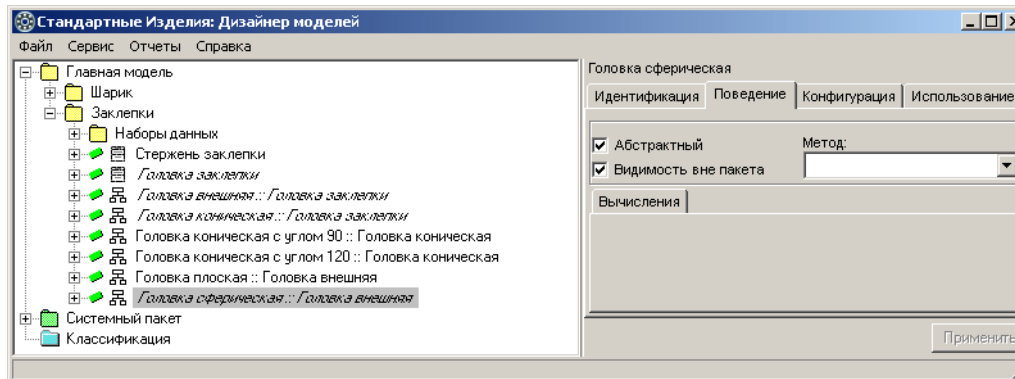 Стандартные Изделия: Дизайнер моделей
Файл Сервис Отчеты Справка
Главная модель
Шарик
Заклепки
Наборы данных
Стержень заклепки
Головка заклепки
Головка внешняя :: Головка заклепки
Головка коническая :: Головка заклепки
Головка коническая с углом 90 :: Головка коническая
Головка коническая с углом 120 :: Головка коническая
Головка плоская :: Головка внешняя
Головка сферическая :: Головка внешняя
Системный пакет
Классификация
Головка сферическая
Идентификация Поведение Конфигурация Использование
Абстрактный Метод:
Видимость вне пакета
Вычисления
Применить